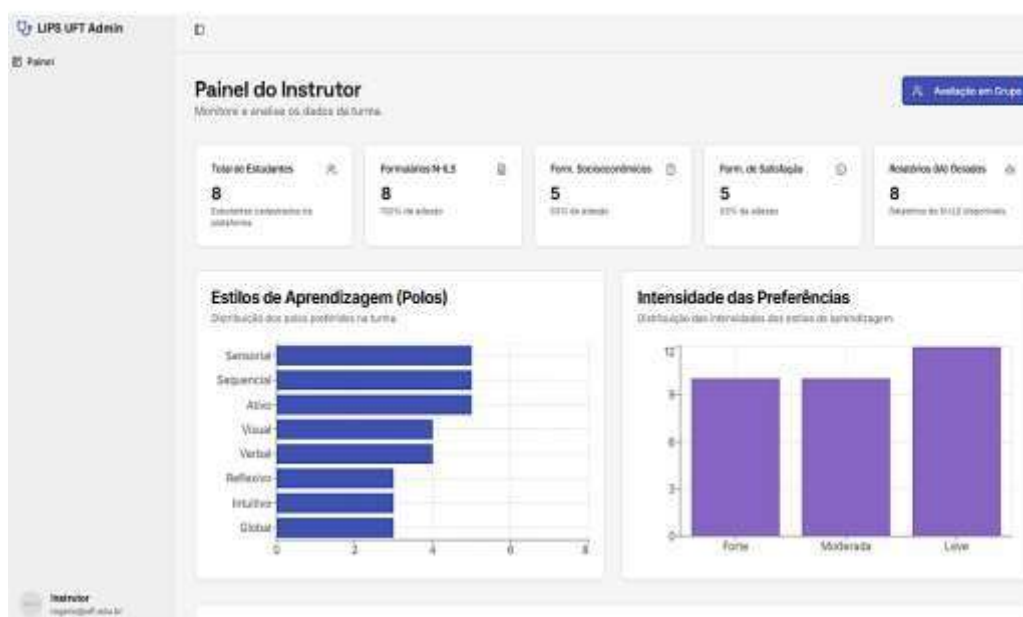 LIPS UFT Admin
Painel
Painel do Instrutor
Monitore e analise os dados da turma.
Avaliação em Grupo
Total de Estudantes
8
Estudantes cadastrados na
plataforma
Formulários N-ILS
8
100% de adesão
Form. Socioeconômicos
5
de adesão
Form. de Satisfação
5
de adesão
Relatórios (IA) Gerados
8
Relatórios do N-ILS disponíveis
Estilos de Aprendizagem (Polos)
Distribuição dos polos preferidos na turma.
Sensorial
Sequencial
Ativo
Visual
Verbal
Reflexivo
Intuitivo
Global
0 2 4 6 8
Intensidade das Preferências
Distribuição das intensidades dos estilos de aprendizagem.
12
9
6
3
0
Forte Moderada Leve
Instrutor